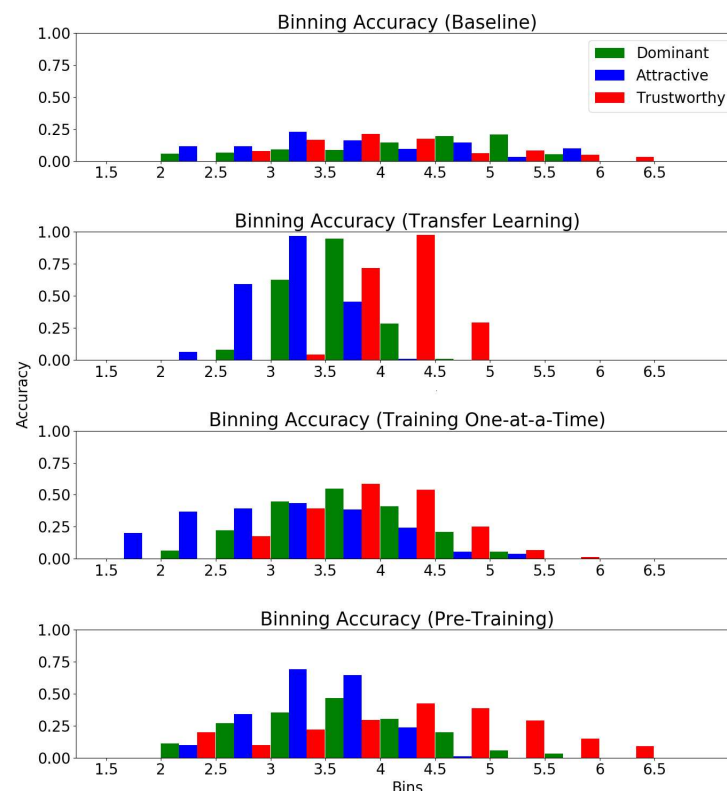 Binning Accuracy (Baseline)
1.00
0.75
0.50
0.25
0.00
1.5 2 2.5 3 3.5 4 4.5 5 5.5 6 6.5
Dominant
Attractive
Trustworthy
Binning Accuracy (Transfer Learning)
1.00
0.75
0.50
0.25
0.00
1.5 2 2.5 3 3.5 4 4.5 5 5.5 6 6.5
Accuracy
Binning Accuracy (Training One-at-a-Time)
1.00
0.75
0.50
0.25
0.00
1.5 2 2.5 3 3.5 4 4.5 5 5.5 6 6.5
Binning Accuracy (Pre-Training)
1.00
0.75
0.50
0.25
0.00
1.5 2 2.5 3 3.5 4 4.5 5 5.5 6 6.5
Bins